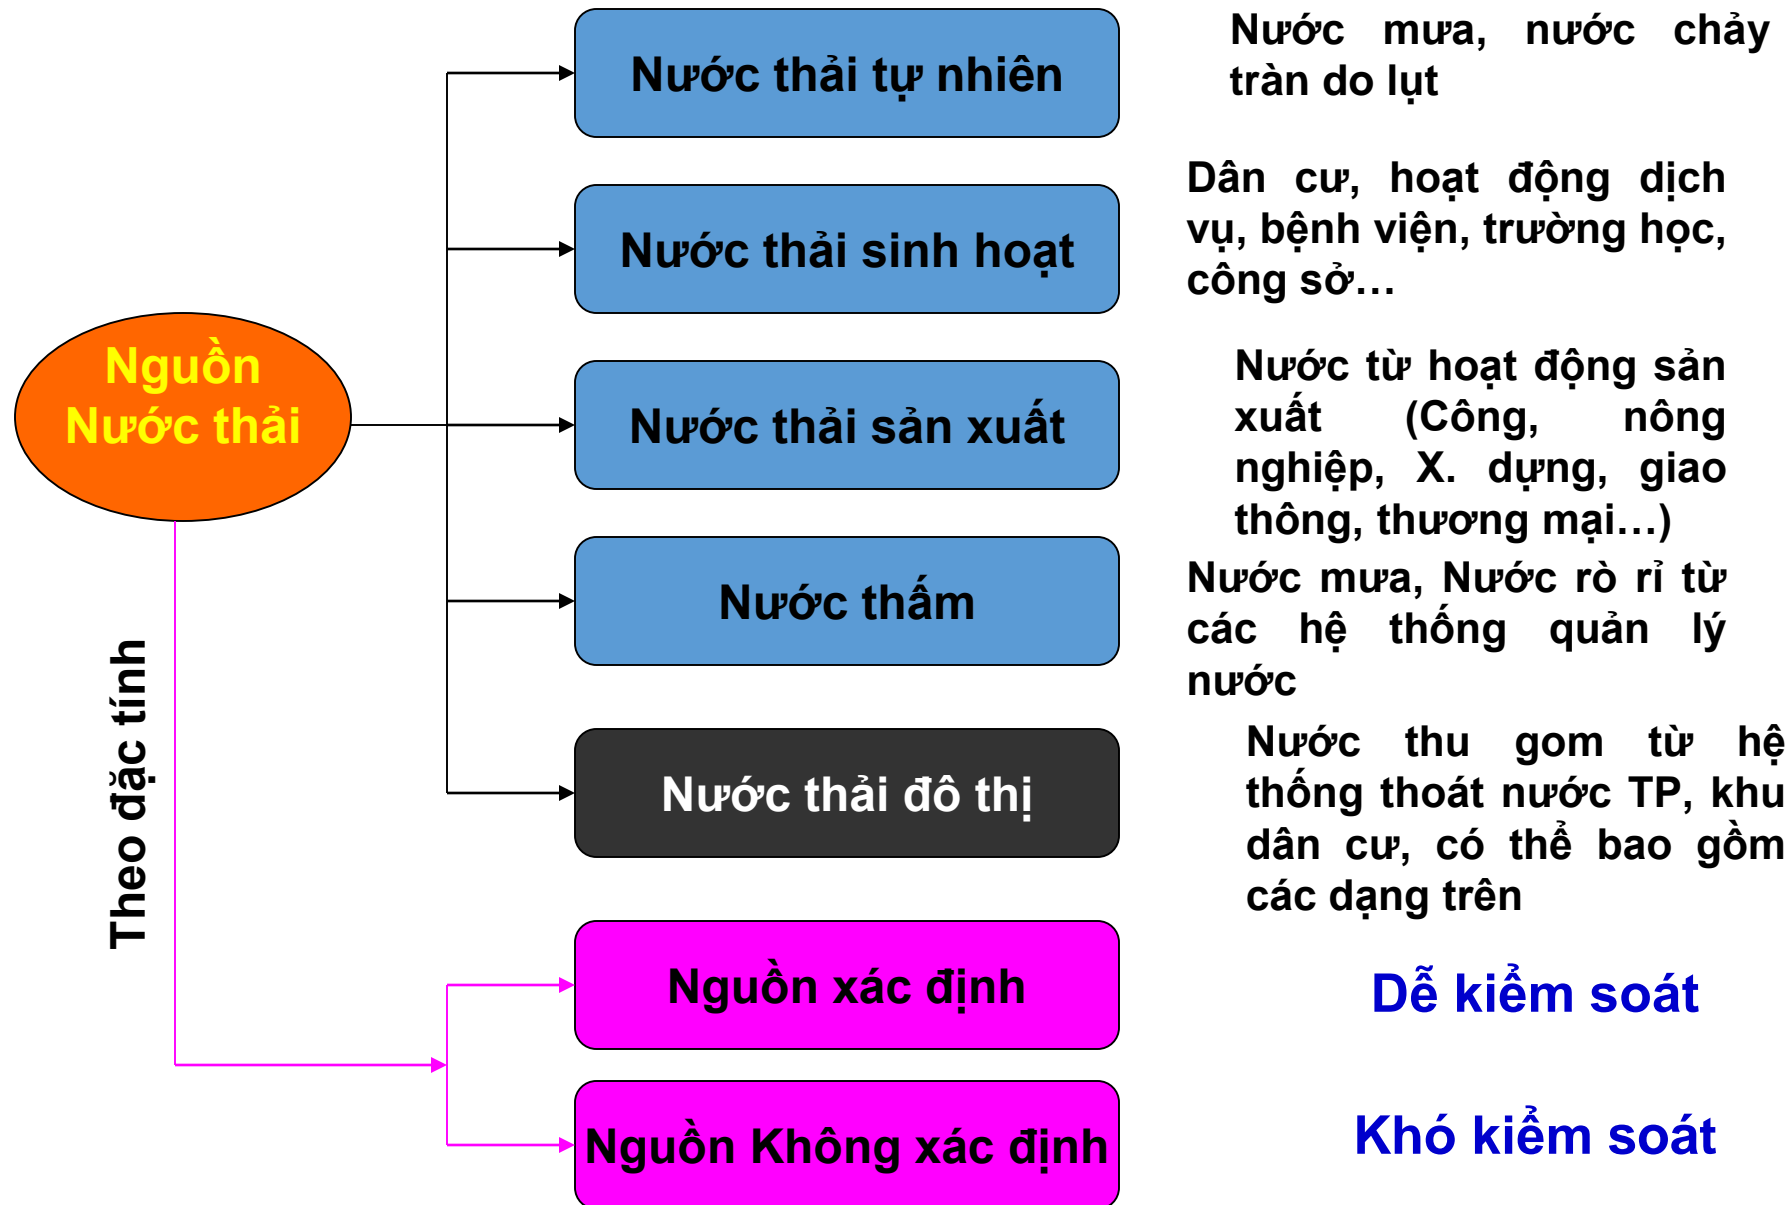 Nguồn
Nước thải
Theo đặc tính
Nước thải tự nhiên
Nước mưa, nước chảy
tràn do lụt
Nước thải sinh hoạt
Dân cư, hoạt động dịch
vụ, bệnh viện, trường học,
công sở…
Nước thải sản xuất
Nước từ hoạt động sản
xuất (Công, nông
nghiệp, X. dựng, giao
thông, thương mại…)
Nước thấm
Nước mưa, Nước rò rỉ từ
các hệ thống quản lý
nước
Nước thải đô thị
Nước thu gom từ hệ
thống thoát nước TP, khu
dân cư, có thể bao gồm
các dạng trên
Nguồn xác định
Dễ kiểm soát
Nguồn Không xác định
Khó kiểm soát